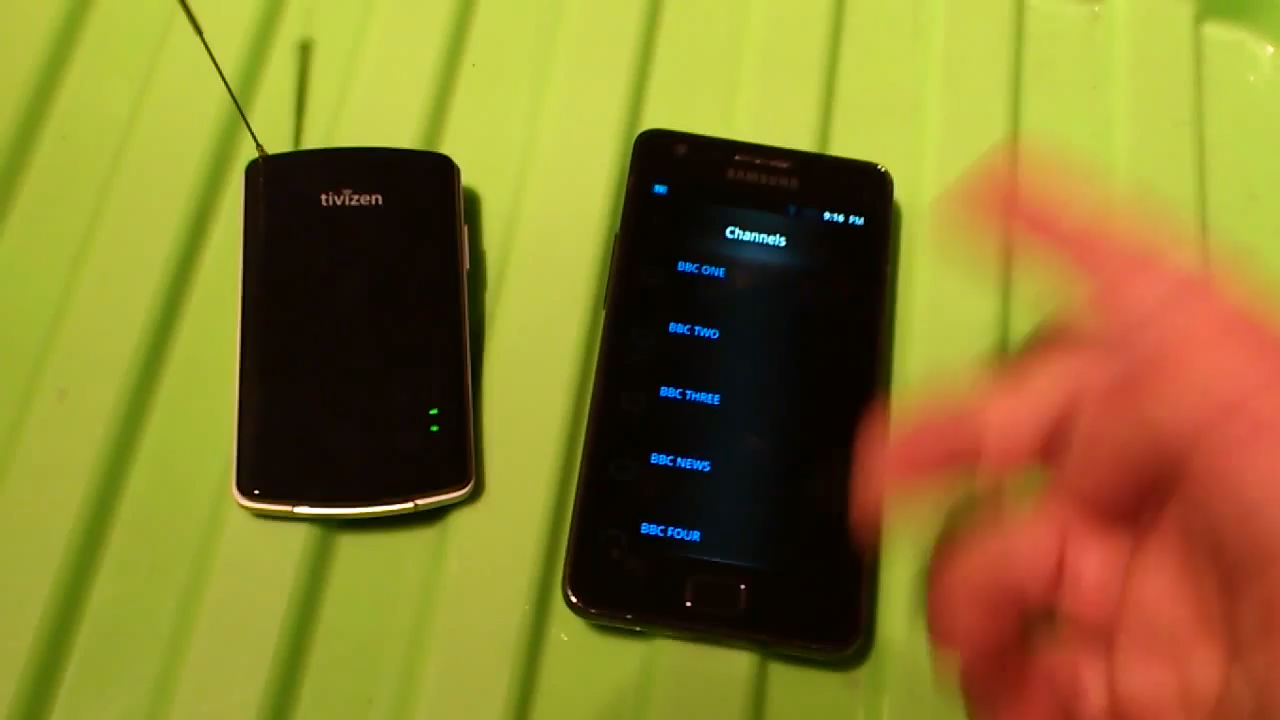 tivizen
SAMSUNG
9:16 PM
Channels
BBC ONE
BBC TWO
BBC THREE
BBC NEWS
BBC FOUR